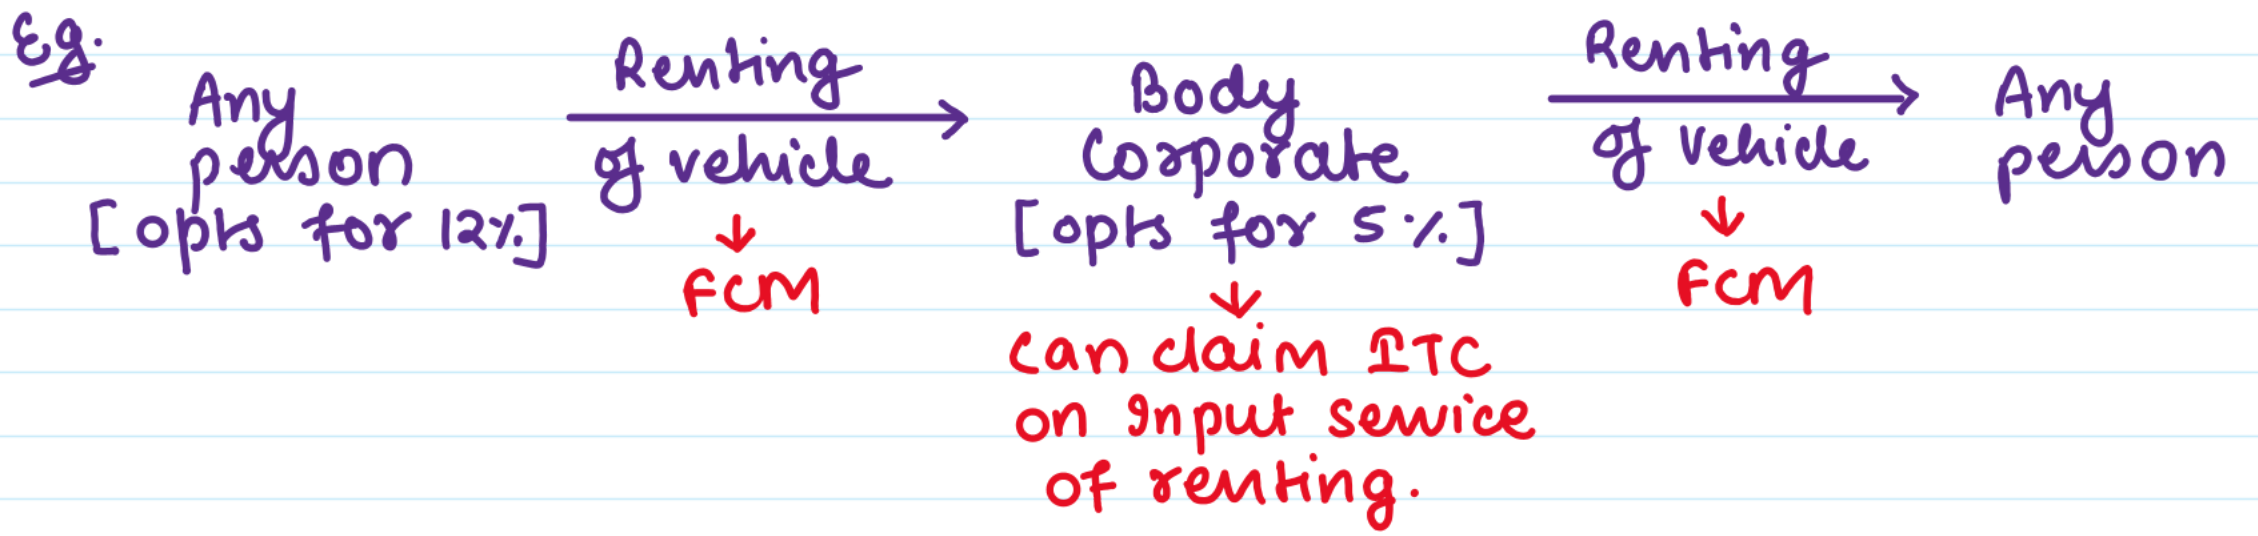 Eg.
Any person [opts for 12%]
Renting of vehicle
↓
FCM
Body Corporate [opts for 5%]
↓
Can claim ITC
on Input service
of renting.
Renting of vehicle
↓
FCM
Any person